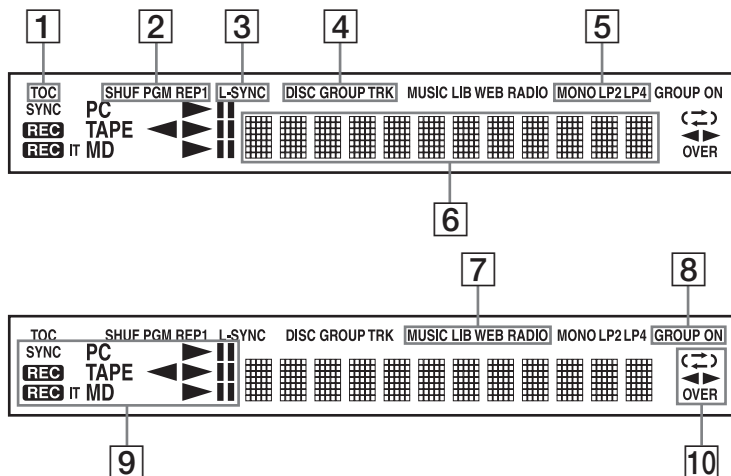 1 2 3 4 5
TOC SHUF PGM REP1 L-SYNC DISC GROUP TRK MUSIC LIB WEB RADIO MONO LP2 LP4 GROUP ON
SYNC PC
REC TAPE
REC IT MD OVER
6
7 8
TOC SHUF PGM REP1 L-SYNC DISC GROUP TRK MUSIC LIB WEB RADIO MONO LP2 LP4 GROUP ON
SYNC PC
REC TAPE
REC IT MD OVER
9 10